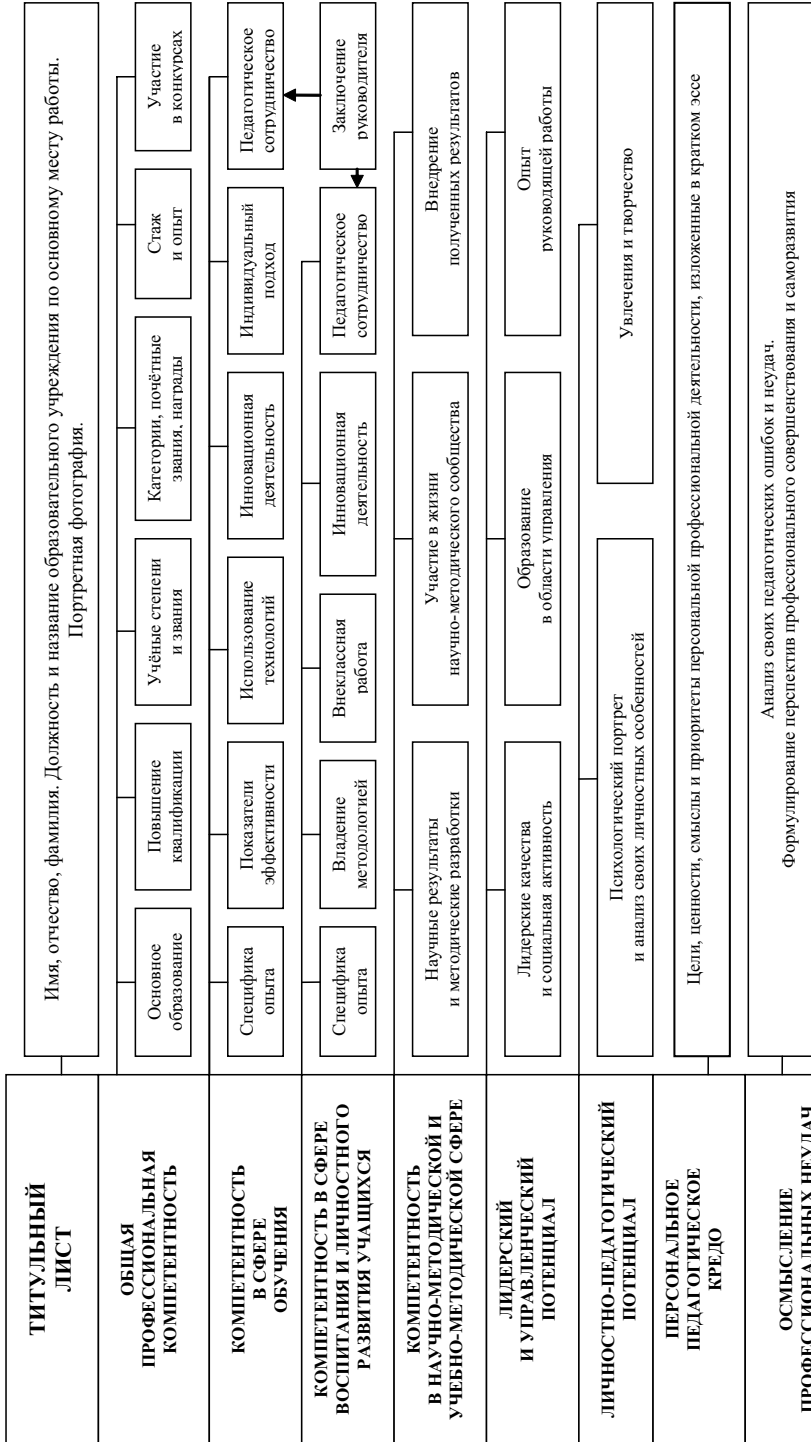 ТИТУЛЬНЫЙ
ЛИСТ
Имя, отчество, фамилия. Должность и название образовательного учреждения по основному месту работы.
Портретная фотография.
ОБЩАЯ
ПРОФЕССИОНАЛЬНАЯ
КОМПЕТЕНТНОСТЬ
Основное
образование
Повышение
квалификации
Учёные степени
и звания
Категории, почётные
звания, награды
Стаж
и опыт
Участие
в конкурсах
КОМПЕТЕНТНОСТЬ
В СФЕРЕ
ОБУЧЕНИЯ
Специфика
опыта
Показатели
эффективности
Использование
технологий
Инновационная
деятельность
Индивидуальный
подход
Педагогическое
сотрудничество
КОМПЕТЕНТНОСТЬ В СФЕРЕ
ВОСПИТАНИЯ И ЛИЧНОСТНОГО
РАЗВИТИЯ УЧАЩИХСЯ
Специфика
опыта
Владение
методологией
Внеклассная
работа
Инновационная
деятельность
Педагогическое
сотрудничество
Заключение
руководителя
КОМПЕТЕНТНОСТЬ
В НАУЧНО-МЕТОДИЧЕСКОЙ И
УЧЕБНО-МЕТОДИЧЕСКОЙ СФЕРЕ
Научные результаты
и методические разработки
Участие в жизни
научно-методического сообщества
Внедрение
полученных результатов
ЛИДЕРСКИЙ
И УПРАВЛЕНЧЕСКИЙ
ПОТЕНЦИАЛ
Лидерские качества
и социальная активность
Образование
в области управления
Опыт
руководящей работы
ЛИЧНОСТНО-ПЕДАГОГИЧЕСКИЙ
ПОТЕНЦИАЛ
Психологический портрет
и анализ своих личностных особенностей
Увлечения и творчество
ПЕРСОНАЛЬНОЕ
ПЕДАГОГИЧЕСКОЕ
КРЕДО
Цели, ценности, смыслы и приоритеты персональной профессиональной деятельности, изложенные в кратком эссе
ОСМЫСЛЕНИЕ
ПРОФЕССИОНАЛЬНЫХ НЕУДАЧ
Анализ своих педагогических ошибок и неудач.
Формулирование перспектив профессионального совершенствования и саморазвития